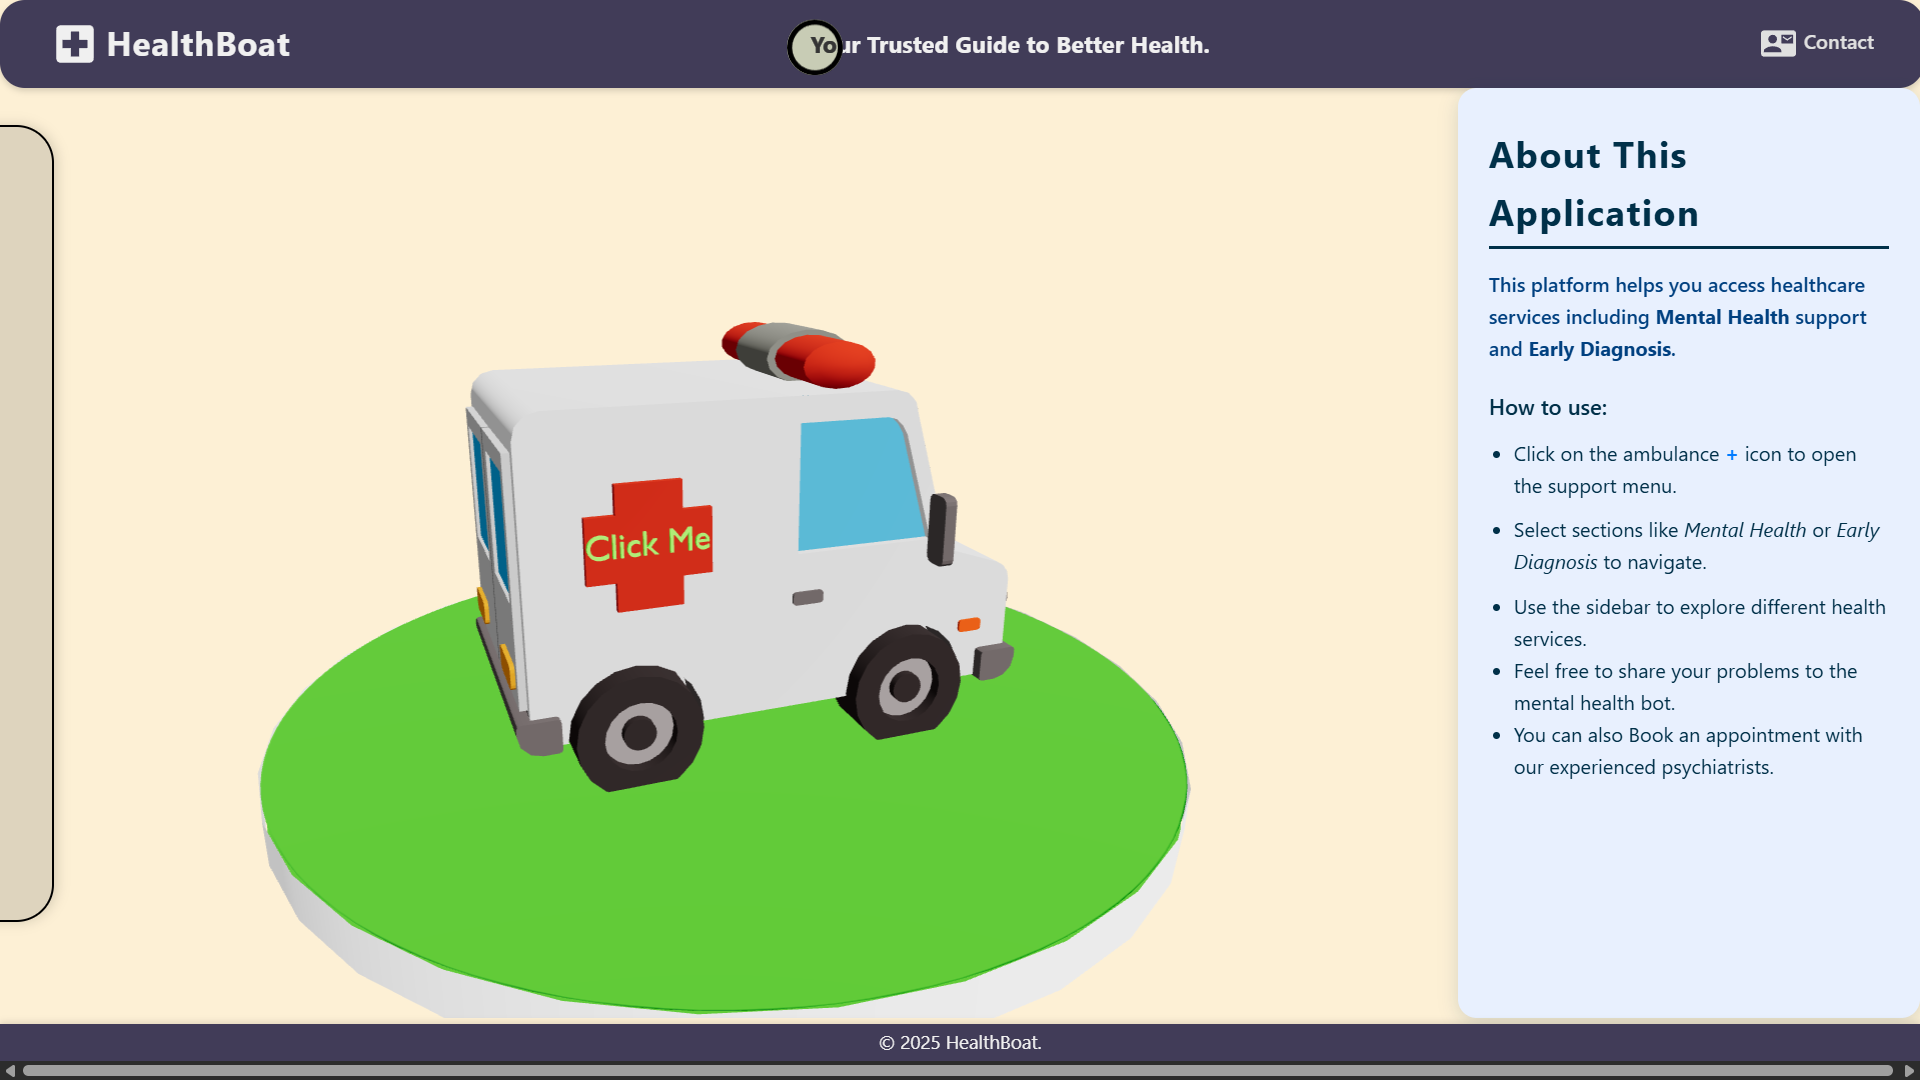 HealthBoat
Your Trusted Guide to Better Health.
Contact
Click Me
About This
Application
This platform helps you access healthcare
services including Mental Health support
and Early Diagnosis.
How to use:
• Click on the ambulance + icon to open
the support menu.
• Select sections like Mental Health or Early
Diagnosis to navigate.
• Use the sidebar to explore different health
services.
• Feel free to share your problems to the
mental health bot.
• You can also Book an appointment with
our experienced psychiatrists.
© 2025 HealthBoat.